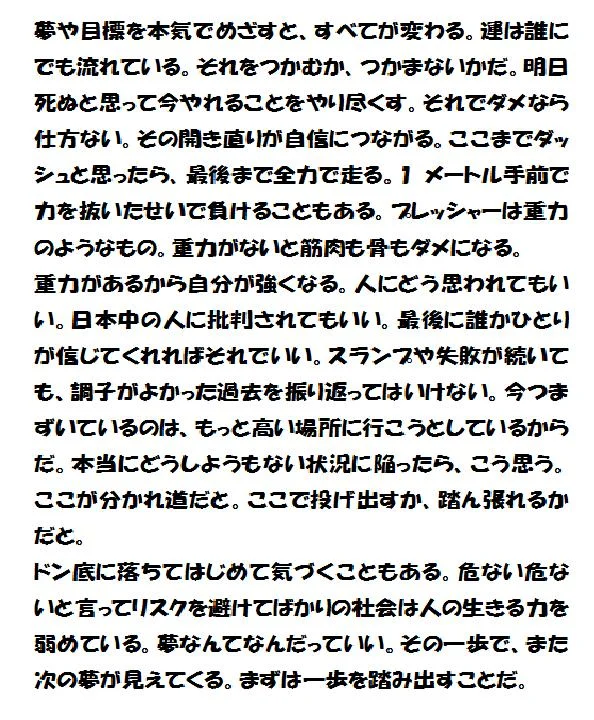 夢や目標を本気でめざすと、すべてが変わる。運は誰に
でも流れている。それをつかむか、つかまないかだ。明日
死ぬと思って今やれることをやり尽くす。それでダメなら
仕方ない。その開き直りが自信につながる。ここまでダッ
シュと思ったら、最後まで全力で走る。1 メートル手前で
力を抜いたせいで負けることもある。プレッシャーは重力
のようなもの。重力がないと筋肉も骨もダメになる。
重力があるから自分が強くなる。人にどう思われてもい
い。日本中の人に批判されてもいい。最後に誰かひとり
が信じてくれればそれでいい。スランプや失敗が続いて
も、調子がよかった過去を振り返ってはいけない。今つま
ずいているのは、もっと高い場所に行こうとしているから
だ。本当にどうしようもない状況に陥ったら、こう思う。
ここが分かれ道だと。ここで投げ出すか、踏ん張れるか
だと。
ドン底に落ちてはじめて気づくこともある。危ない危な
いと言ってリスクを避けてばかりの社会は人の生きる力を
弱めている。夢なんてなんだっていい。その一歩で、また
次の夢が見えてくる。まずは一歩を踏み出すことだ。